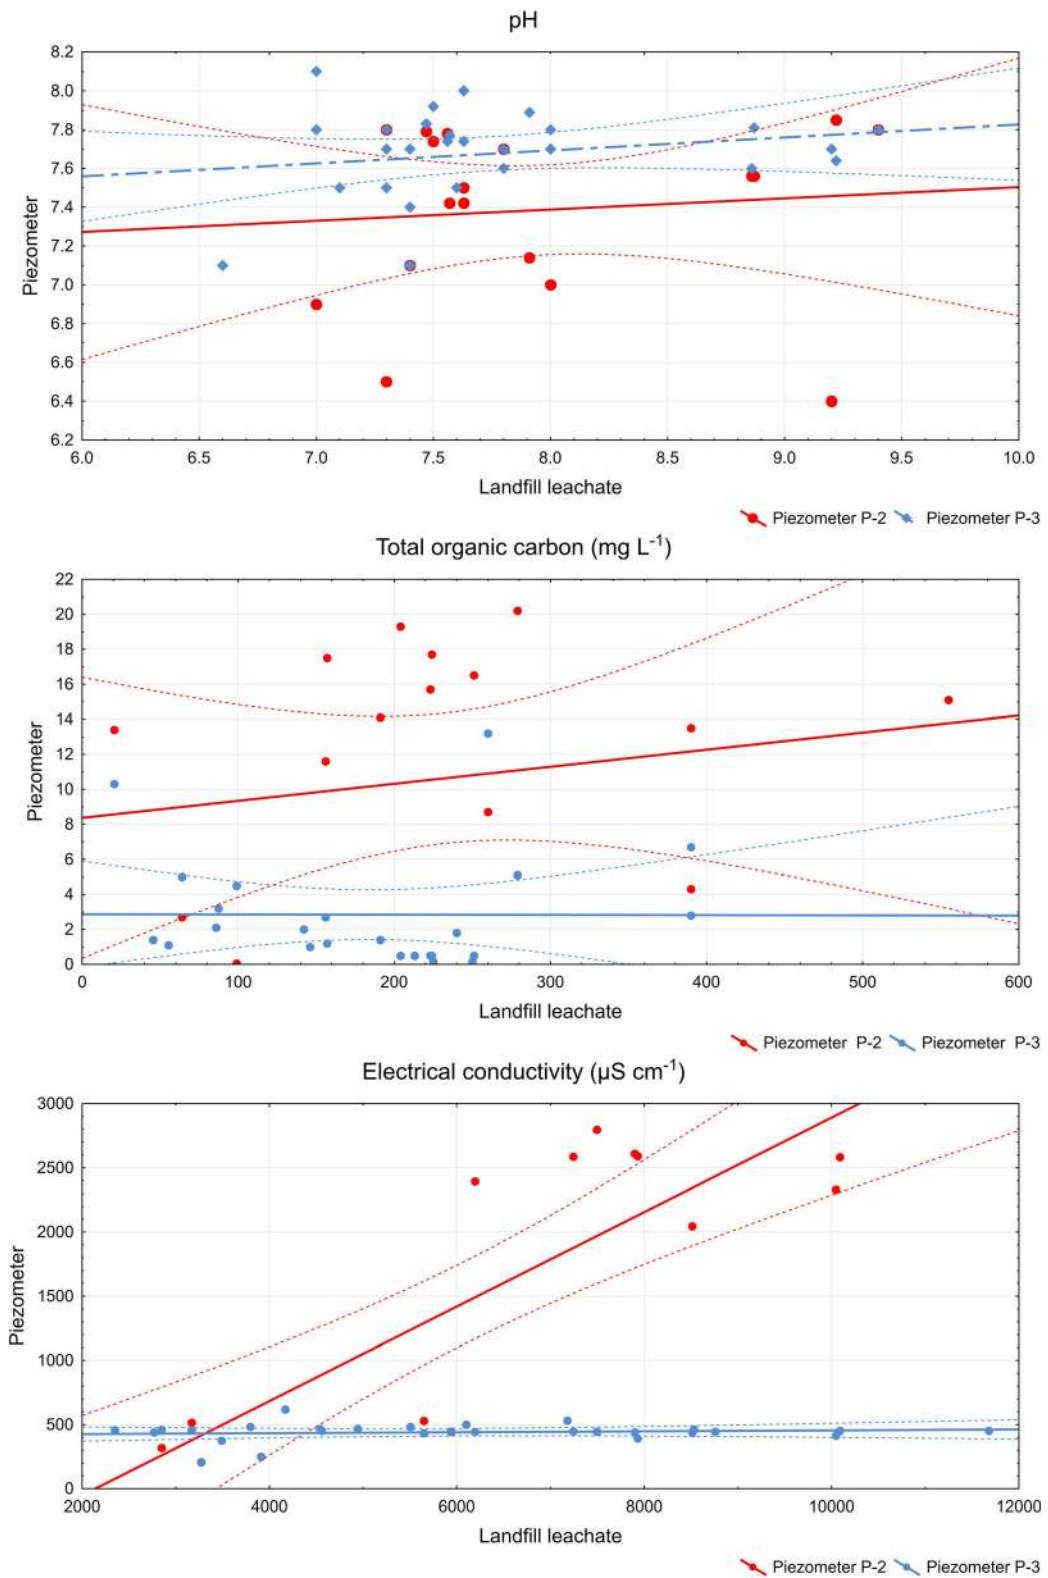 pH
8.2
8.0
7.8
7.6
7.4
7.2
7.0
6.8
6.6
6.4
6.2
Piezometer
6.0 6.5 7.0 7.5 8.0 8.5 9.0 9.5 10.0
Landfill leachate
Piezometer P-2 Piezometer P-3
Total organic carbon (mg L⁻¹)
22
20
18
16
14
12
10
8
6
4
2
0
Piezometer
0 100 200 300 400 500 600
Landfill leachate
Piezometer P-2 Piezometer P-3
Electrical conductivity (µS cm⁻¹)
3000
2500
2000
1500
1000
500
0
Piezometer
2000 4000 6000 8000 10000 12000
Landfill leachate
Piezometer P-2 Piezometer P-3